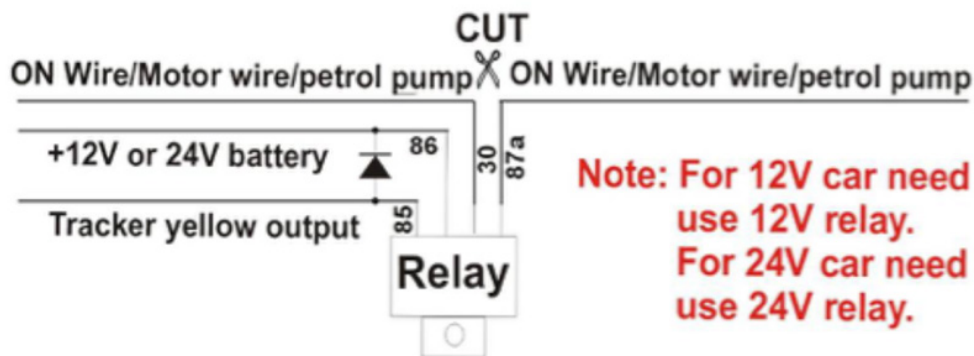 CUT
ON Wire/Motor wire/petrol pump ON Wire/Motor wire/petrol pump
+12V or 24V battery
86
30
87a
Tracker yellow output
85
Relay
Note: For 12V car need
use 12V relay.
For 24V car need
use 24V relay.